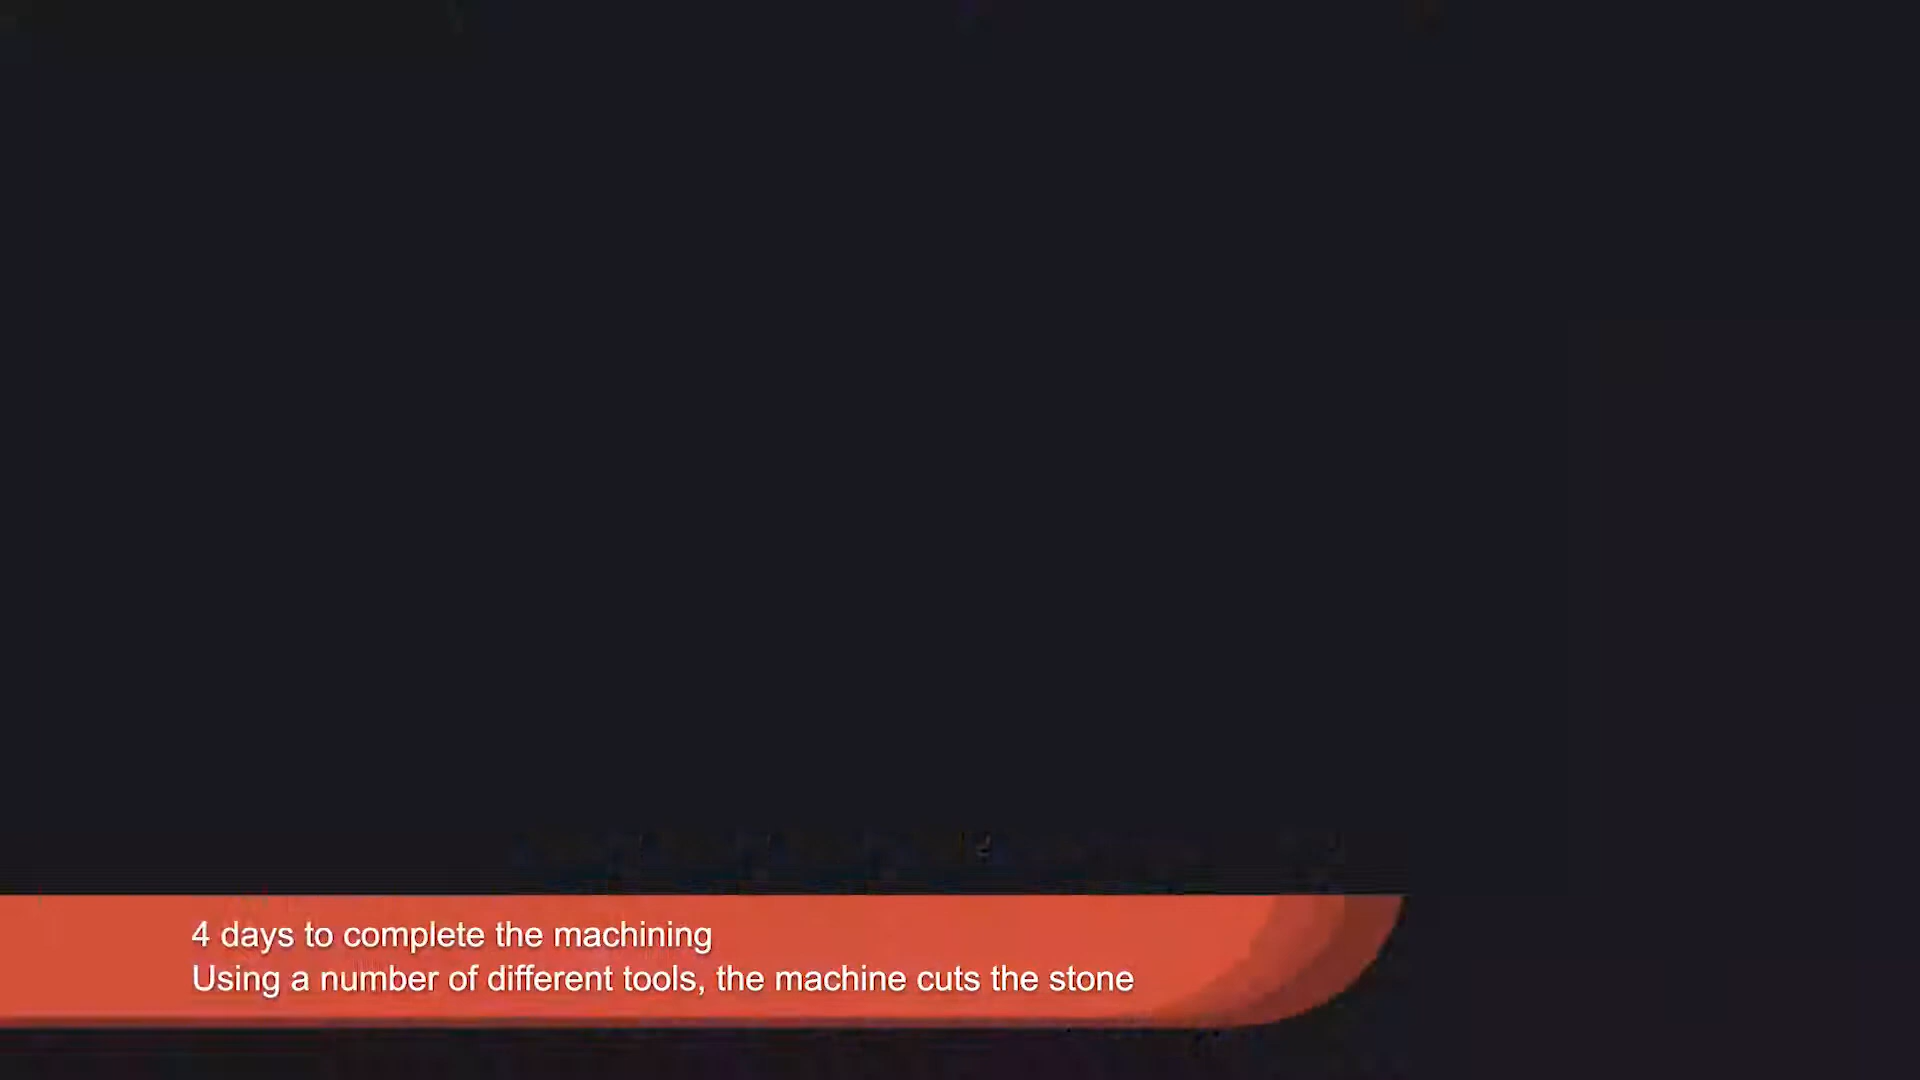 4 days to complete the machining
Using a number of different tools, the machine cuts the stone